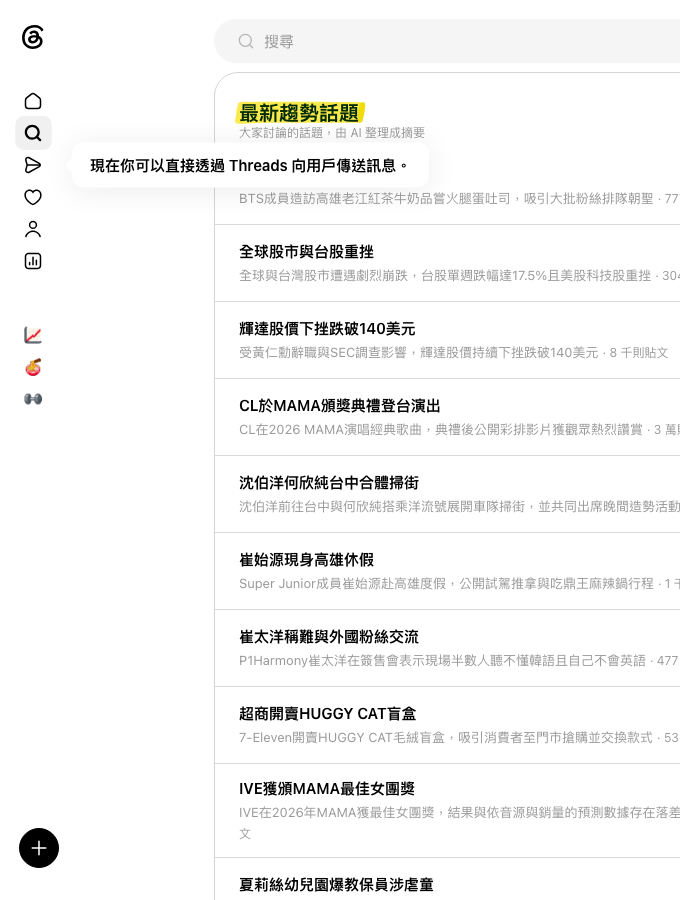 搜尋
最新趨勢話題
大家討論的話題，由 AI 整理成摘要
現在你可以直接透過 Threads 向用戶傳送訊息。
BTS成員造訪高雄老江紅茶牛奶品嘗火腿蛋吐司，吸引大批粉絲排隊朝聖 · 77
全球股市與台股重挫
全球與台灣股市遭遇劇烈崩跌，台股單週跌幅達17.5%且美股科技股重挫 · 304
輝達股價下挫跌破140美元
受黃仁勳辭職與SEC調查影響，輝達股價持續下挫跌破140美元 · 8 千則貼文
CL於MAMA頒獎典禮登台演出
CL在2026 MAMA演唱經典歌曲，典禮後公開彩排影片獲觀眾熱烈讚賞 · 3 萬
沈伯洋何欣純台中合體掃街
沈伯洋前往台中與何欣純搭乘洋流號展開車隊掃街，並共同出席晚間造勢活動
崔始源現身高雄休假
Super Junior成員崔始源赴高雄度假，公開試駕推拿與吃鼎王麻辣鍋行程 · 1 千
崔太洋稱難與外國粉絲交流
P1Harmony崔太洋在簽售會表示現場半數人聽不懂韓語且自己不會英語 · 477
超商開賣HUGGY CAT盲盒
7-Eleven開賣HUGGY CAT毛絨盲盒，吸引消費者至門市搶購並交換款式 · 53
IVE獲頒MAMA最佳女團獎
IVE在2026年MAMA獲最佳女團獎，結果與依音源與銷量的預測數據存在落差
文
夏莉絲幼兒園爆教保員涉虐童